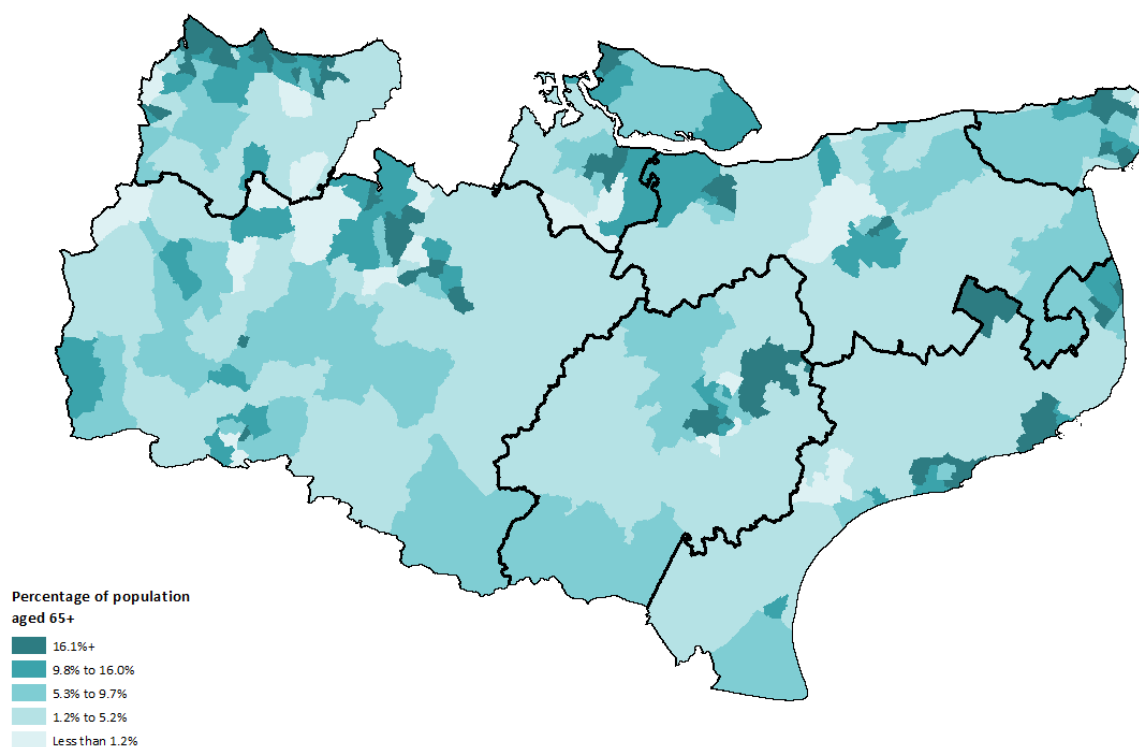 Percentage of population
aged 65+
16.1%+
9.8% to 16.0%
5.3% to 9.7%
1.2% to 5.2%
Less than 1.2%